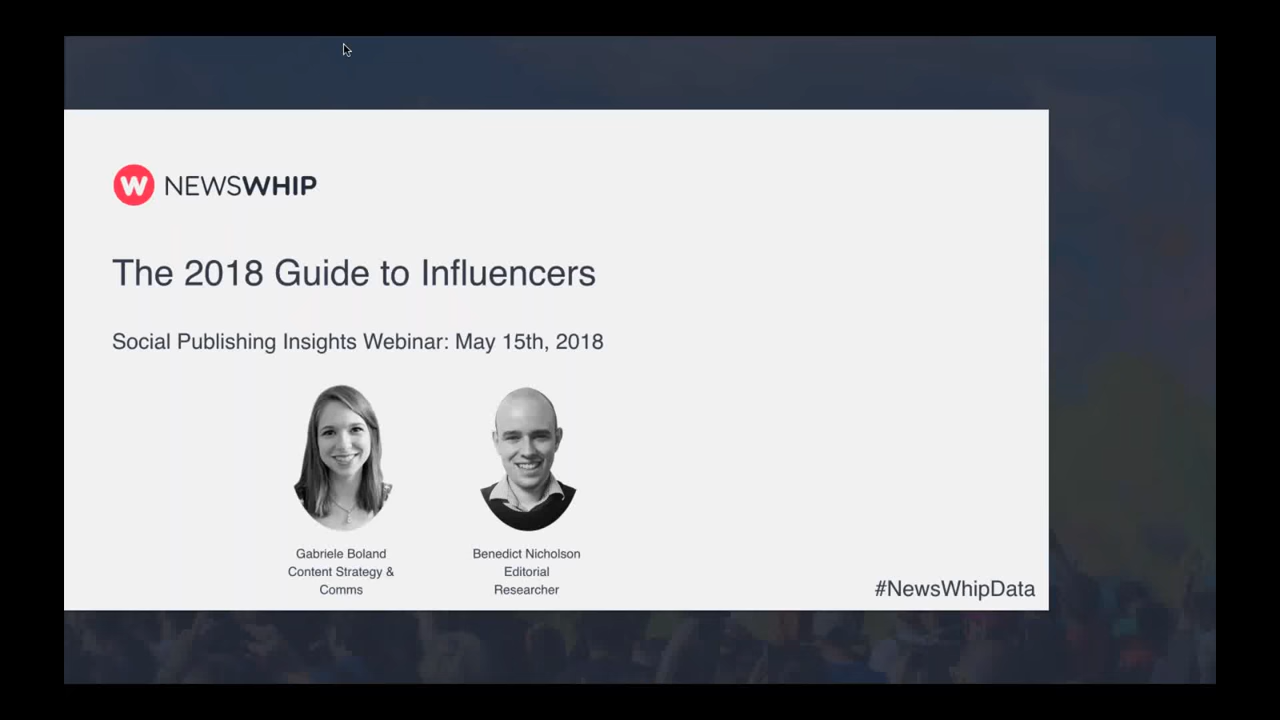 W NEWSWHIP
The 2018 Guide to Influencers
Social Publishing Insights Webinar: May 15th, 2018
Gabriele Boland
Content Strategy &
Comms
Benedict Nicholson
Editorial
Researcher
#NewsWhipData